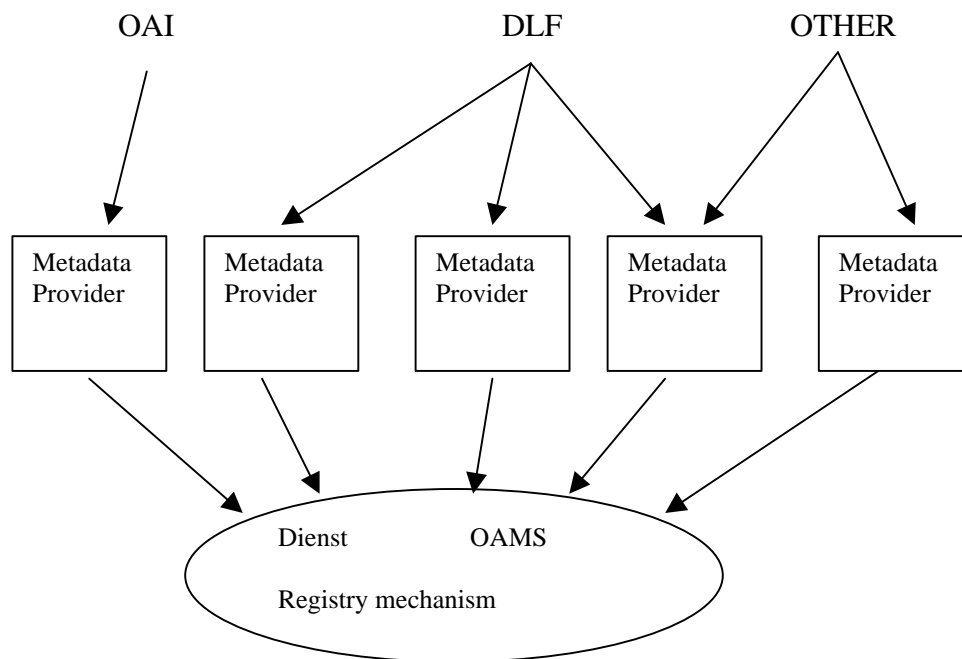 OAI DLF OTHER
Metadata Provider
Metadata Provider
Metadata Provider
Metadata Provider
Metadata Provider
Dienst OAMS
Registry mechanism